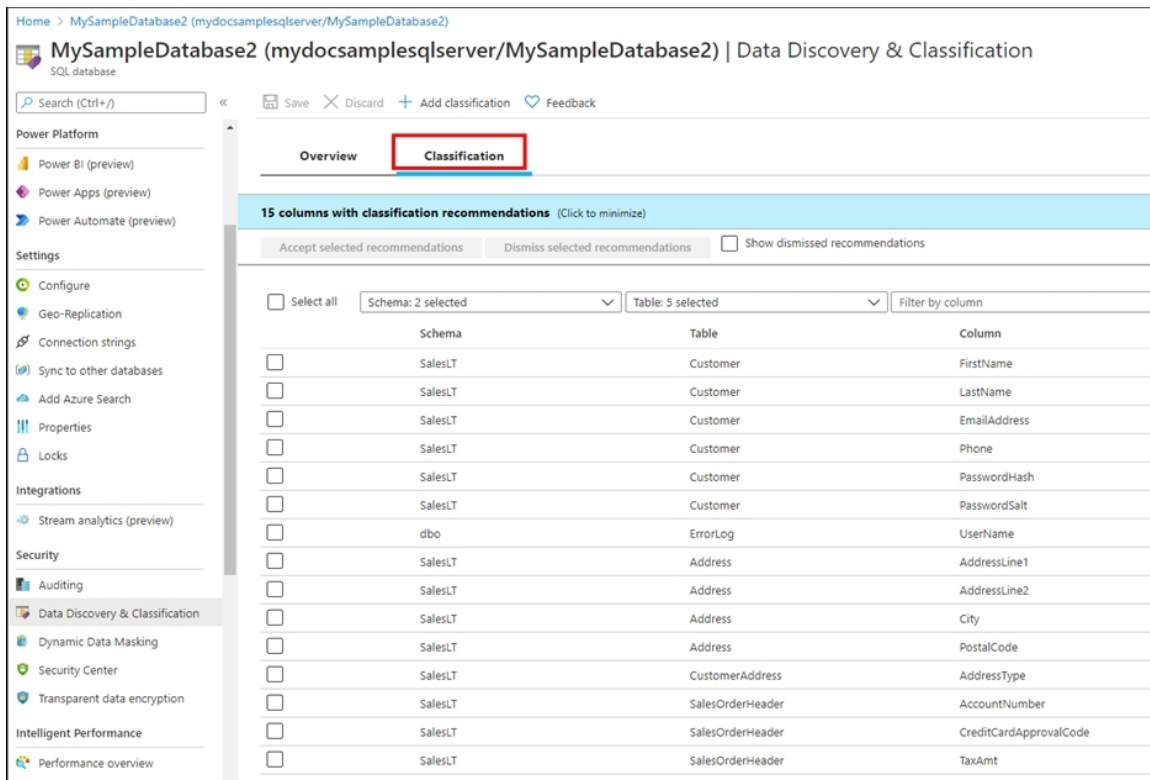 Home > MySampleDatabase2 (mydocsamplesqlserver/MySampleDatabase2)
MySampleDatabase2 (mydocsamplesqlserver/MySampleDatabase2) | Data Discovery & Classification
SQL database
Search (Ctrl+/)
«
Save
Discard
Add classification
Feedback
Power Platform
Power BI (preview)
Power Apps (preview)
Power Automate (preview)
Settings
Configure
Geo-Replication
Connection strings
Sync to other databases
Add Azure Search
Properties
Locks
Integrations
Stream analytics (preview)
Security
Auditing
Data Discovery & Classification
Dynamic Data Masking
Security Center
Transparent data encryption
Intelligent Performance
Performance overview
Overview Classification
15 columns with classification recommendations (Click to minimize)
Accept selected recommendations Dismiss selected recommendations Show dismissed recommendations
Select all Schema: 2 selected Table: 5 selected Filter by column
Schema Table Column
SalesLT Customer FirstName
SalesLT Customer LastName
SalesLT Customer EmailAddress
SalesLT Customer Phone
SalesLT Customer PasswordHash
SalesLT Customer PasswordSalt
dbo ErrorLog UserName
SalesLT Address AddressLine1
SalesLT Address AddressLine2
SalesLT Address City
SalesLT Address PostalCode
SalesLT CustomerAddress AddressType
SalesLT SalesOrderHeader AccountNumber
SalesLT SalesOrderHeader CreditCardApprovalCode
SalesLT SalesOrderHeader TaxAmt